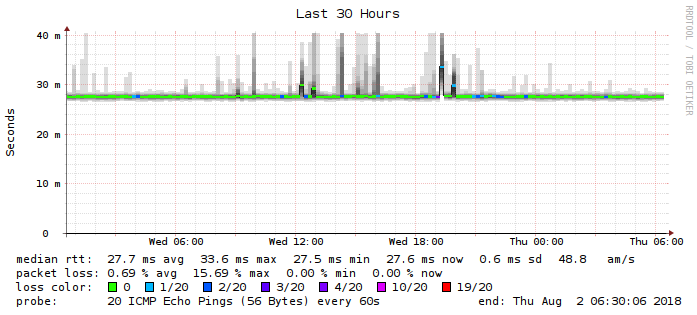 Last 30 Hours
RRDTOOL / TOBI OETIKER
Seconds
40 m
30 m
20 m
10 m
0
Wed 06:00 Wed 12:00 Wed 18:00 Thu 00:00 Thu 06:00
median rtt: 27.7 ms avg 33.6 ms max 27.5 ms min 27.6 ms now 0.6 ms sd 48.8 am/s
packet loss: 0.69 % avg 15.69 % max 0.00 % min 0.00 % now
loss color: 0 1/20 2/20 3/20 4/20 10/20 19/20
probe: 20 ICMP Echo Pings (56 Bytes) every 60s end: Thu Aug 2 06:30:06 2018